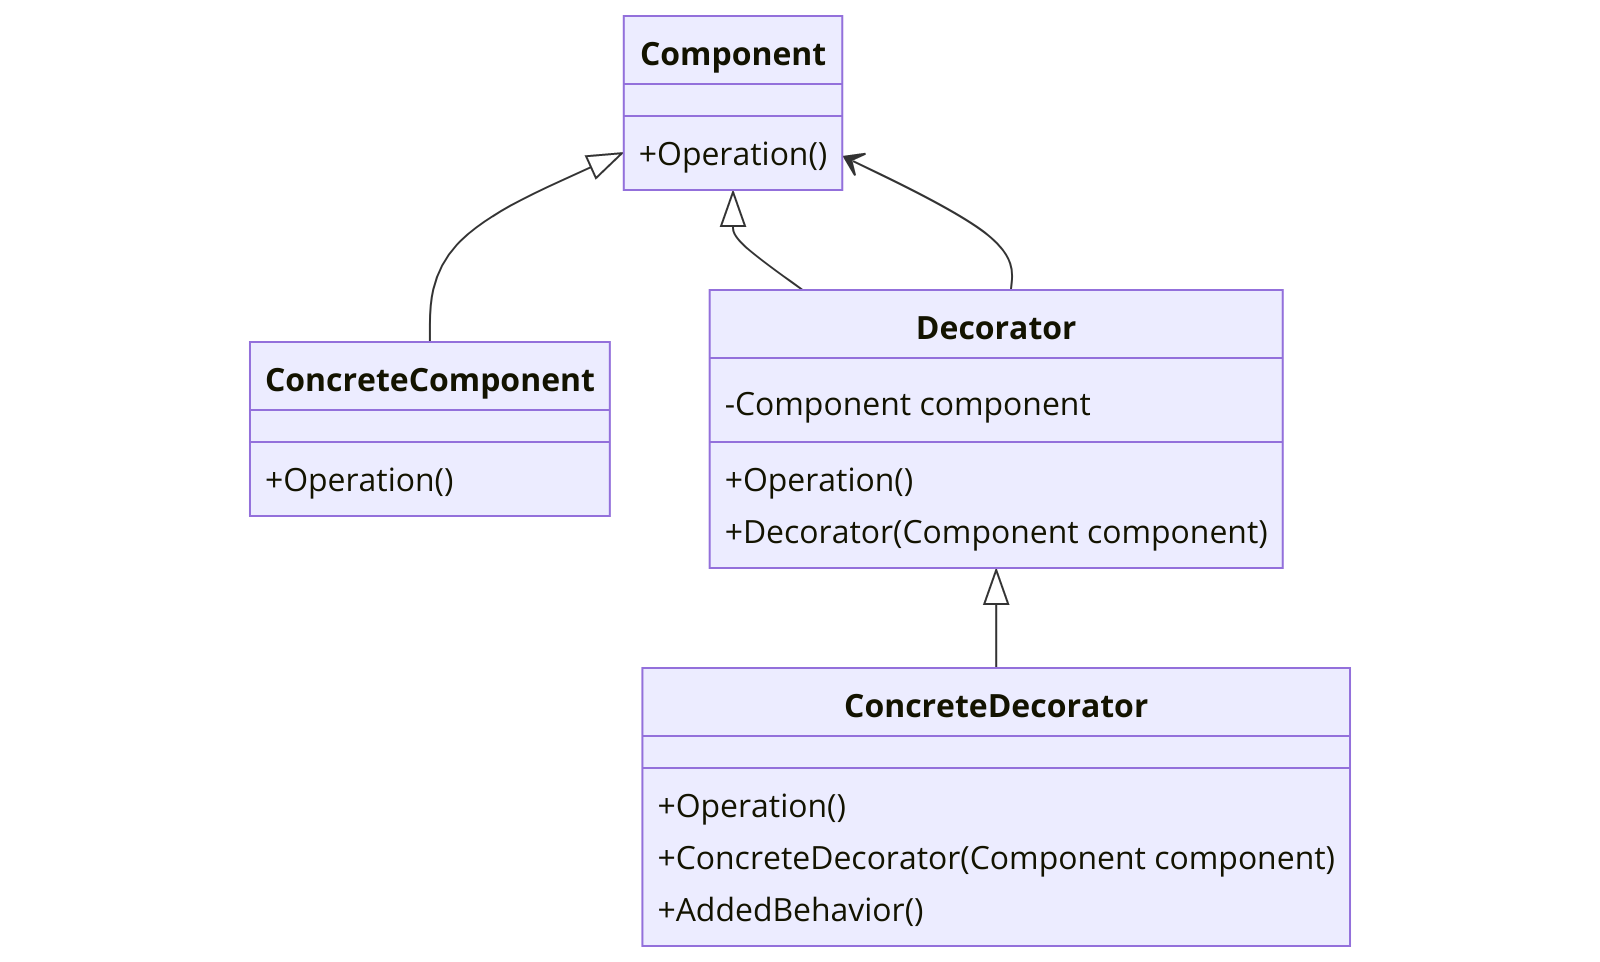 Component
+Operation()
ConcreteComponent
+Operation()
Decorator
-Component component
+Operation()
+Decorator(Component component)
ConcreteDecorator
+Operation()
+ConcreteDecorator(Component component)
+AddedBehavior()